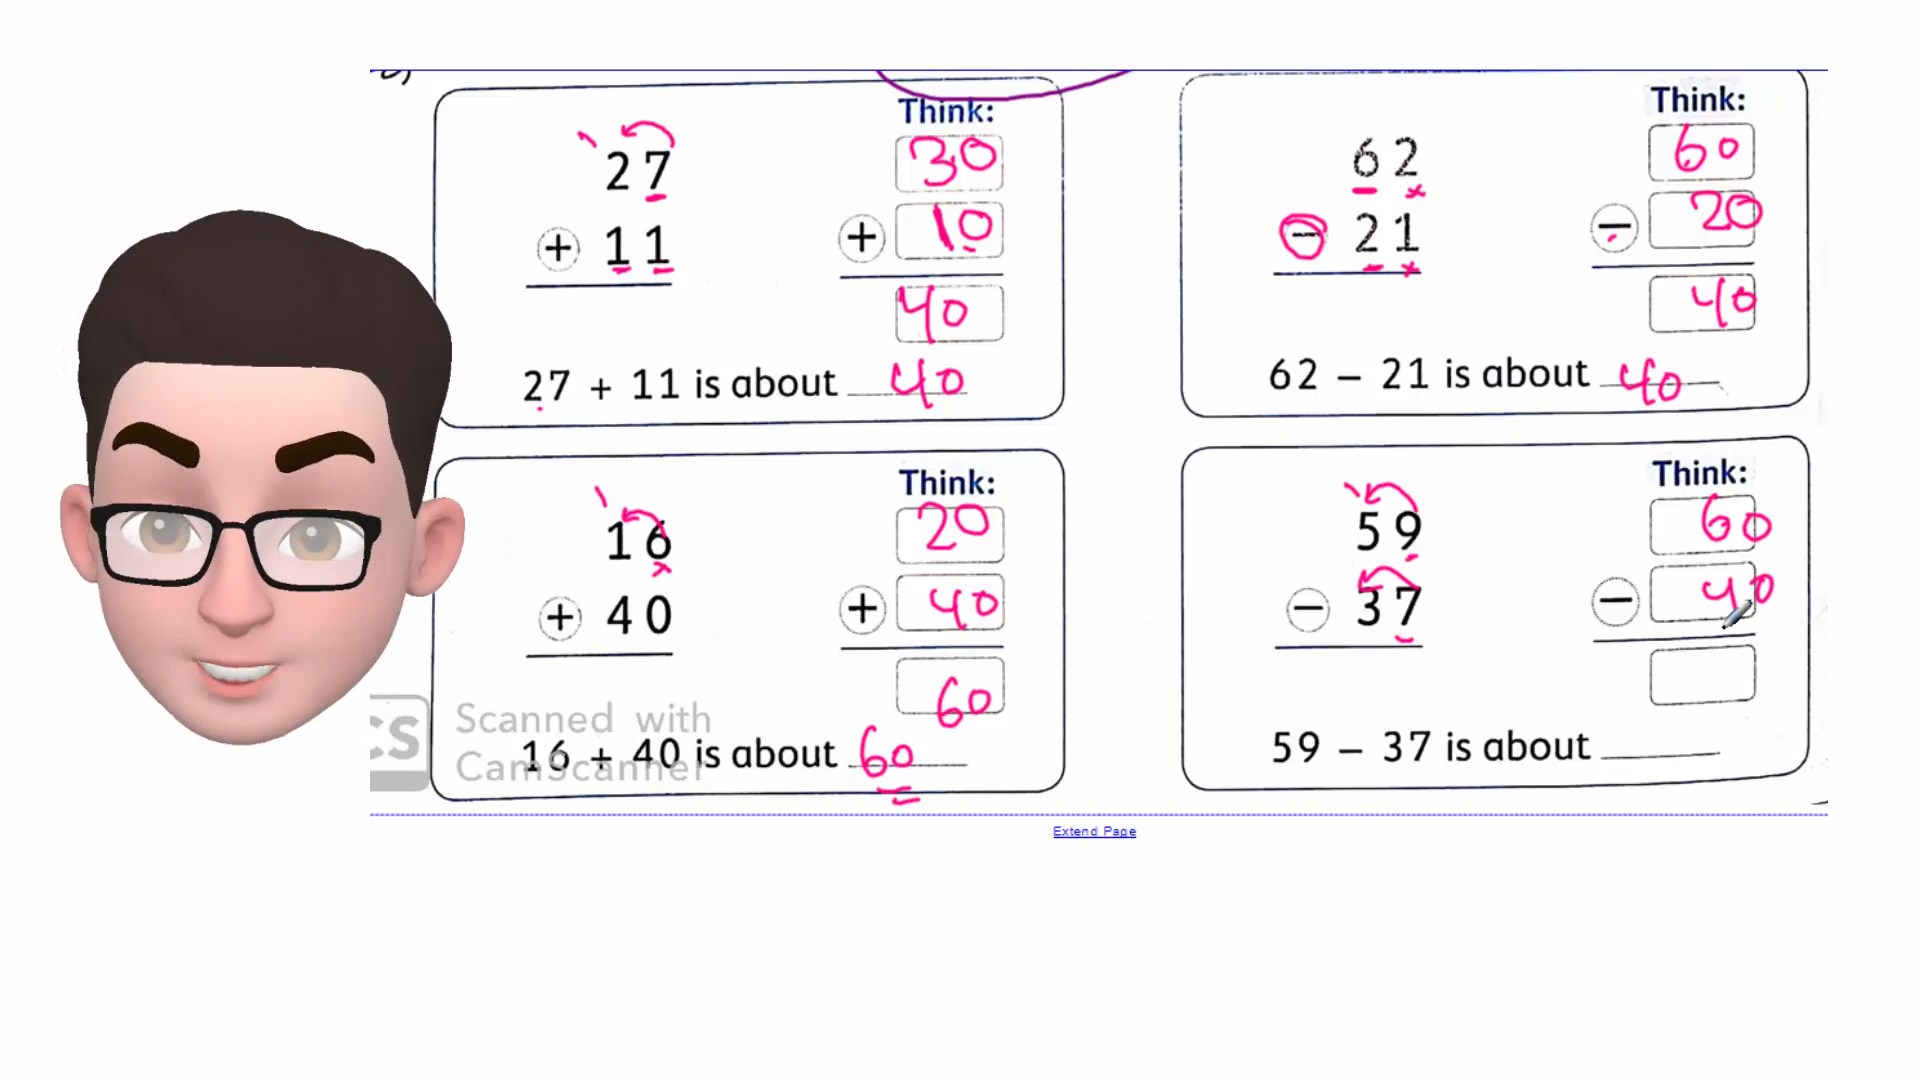 Think:
27
30
+ 11
+ 10
40
27 + 11 is about 40
Think:
62
60
- 21
- 20
40
62 - 21 is about 40
Think:
16
20
+ 40
+ 40
60
16 + 40 is about 60
Think:
59
60
- 37
- 40
59 - 37 is about ____
CS
Scanned with
CamScanner
Extend Page